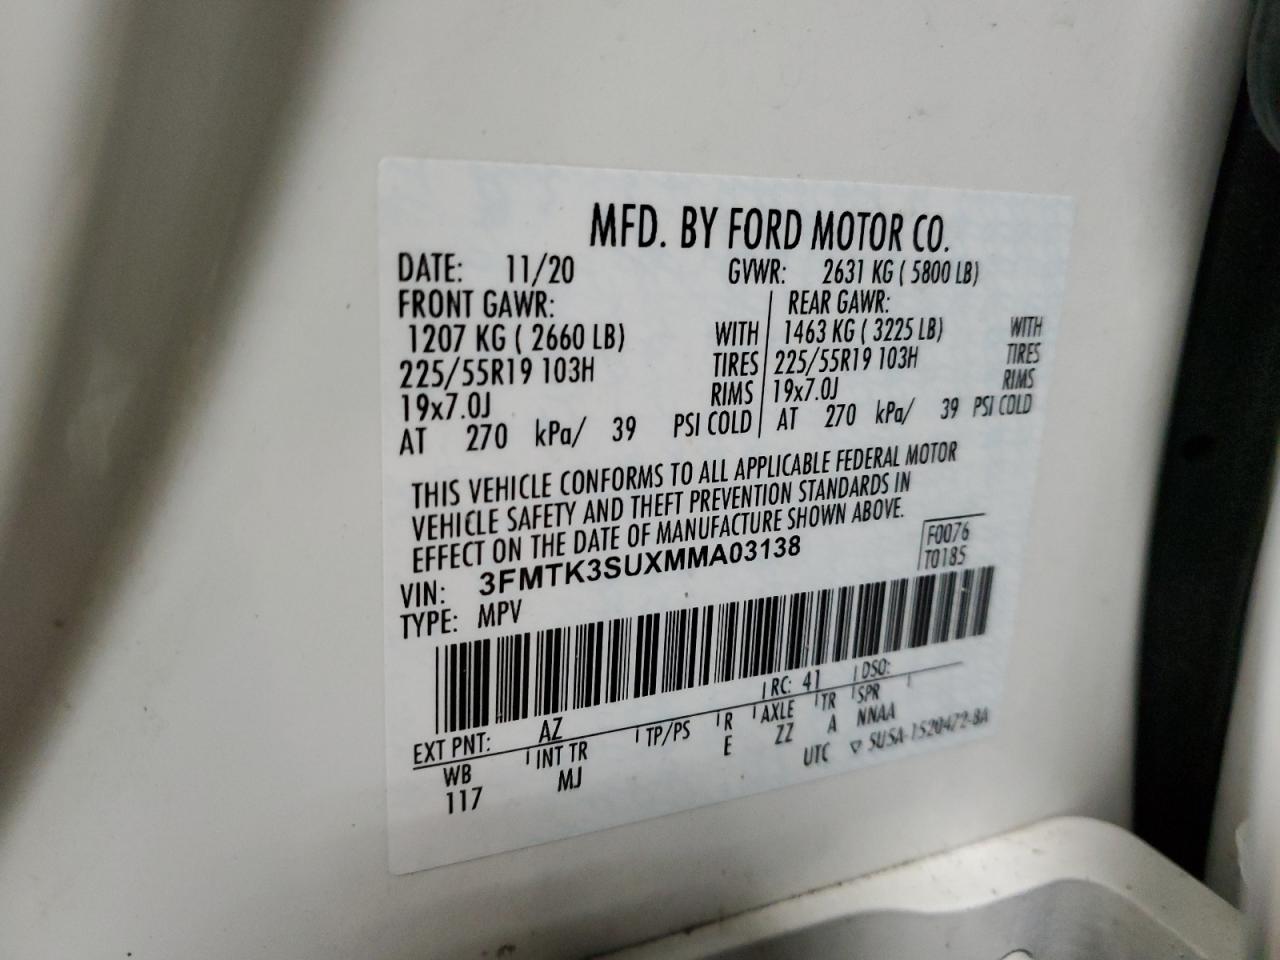 MFD. BY FORD MOTOR CO.
DATE: 11/20 GVWR: 2631 KG ( 5800 LB)
FRONT GAWR: REAR GAWR:
1207 KG ( 2660 LB) WITH 1463 KG ( 3225 LB) WITH
225/55R19 103H TIRES 225/55R19 103H TIRES
19x7.0J RIMS 19x7.0J RIMS
AT 270 kPa/ 39 PSI COLD AT 270 kPa/ 39 PSI COLD
THIS VEHICLE CONFORMS TO ALL APPLICABLE FEDERAL MOTOR
VEHICLE SAFETY AND THEFT PREVENTION STANDARDS IN
EFFECT ON THE DATE OF MANUFACTURE SHOWN ABOVE.
F0076
VIN: 3FMTK3SUXMMA03138 T0185
TYPE: MPV
EXT PNT: AZ RC: 41 DSO:
WB INT TR TP/PS R AXLE TR SPR
117 MJ E ZZ A NNAA
UTC SU5A-1520472-BA